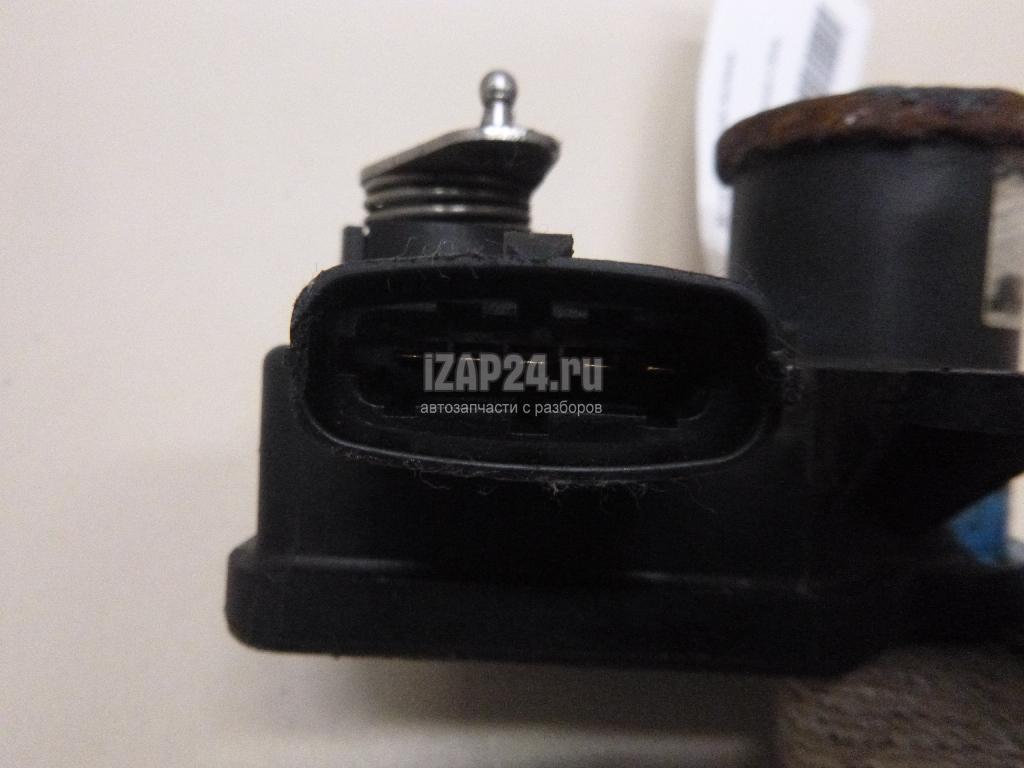 iZAP24.ru
автозапчасти с разборов